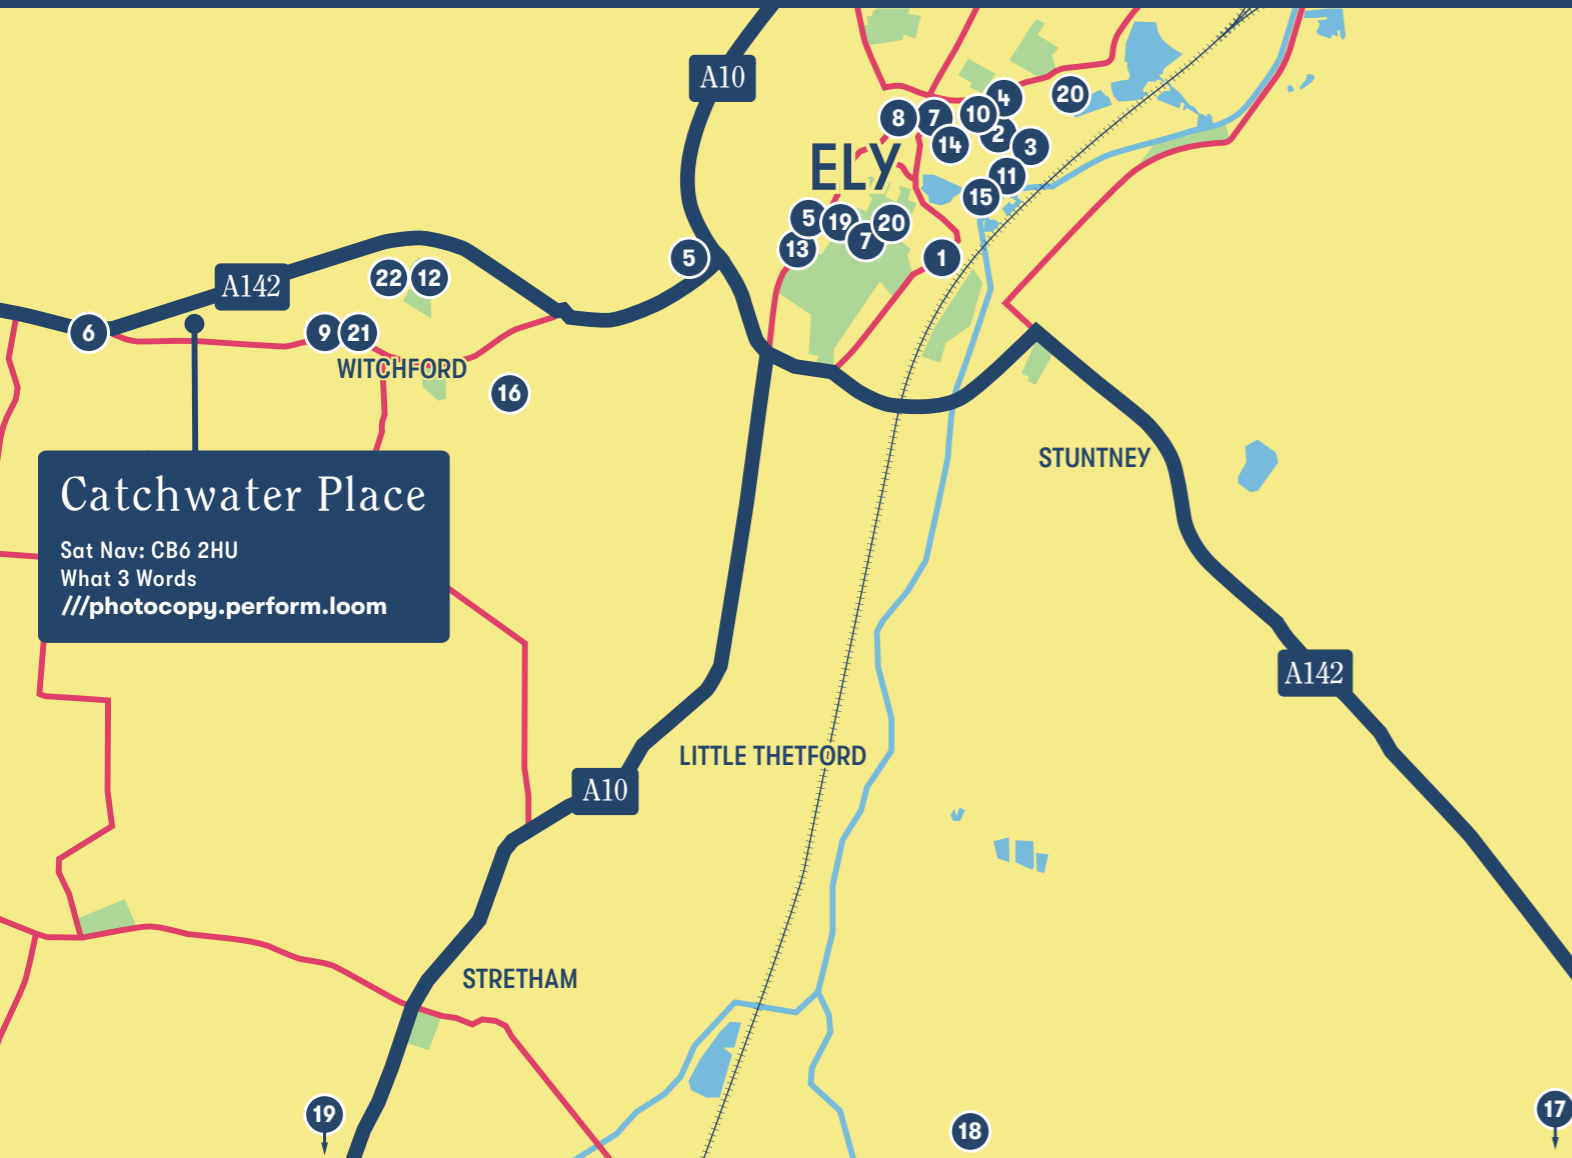 A10
4
20
8
7
10
2
14
3
ELY
11
15
5
19
20
7
13
1
5
22
12
A142
6
9
21
WITCHFORD
16
STUNTNEY
Catchwater Place
Sat Nav: CB6 2HU
What 3 Words
///photocopy.perform.loom
A142
LITTLE THETFORD
A10
STRETHAM
19
18
17